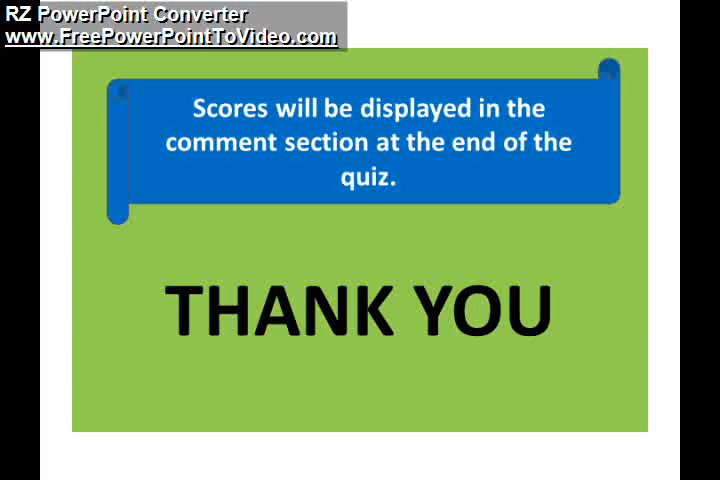 RZ PowerPoint Converter
www.FreePowerPointToVideo.com
Scores will be displayed in the
comment section at the end of the
quiz.
THANK YOU